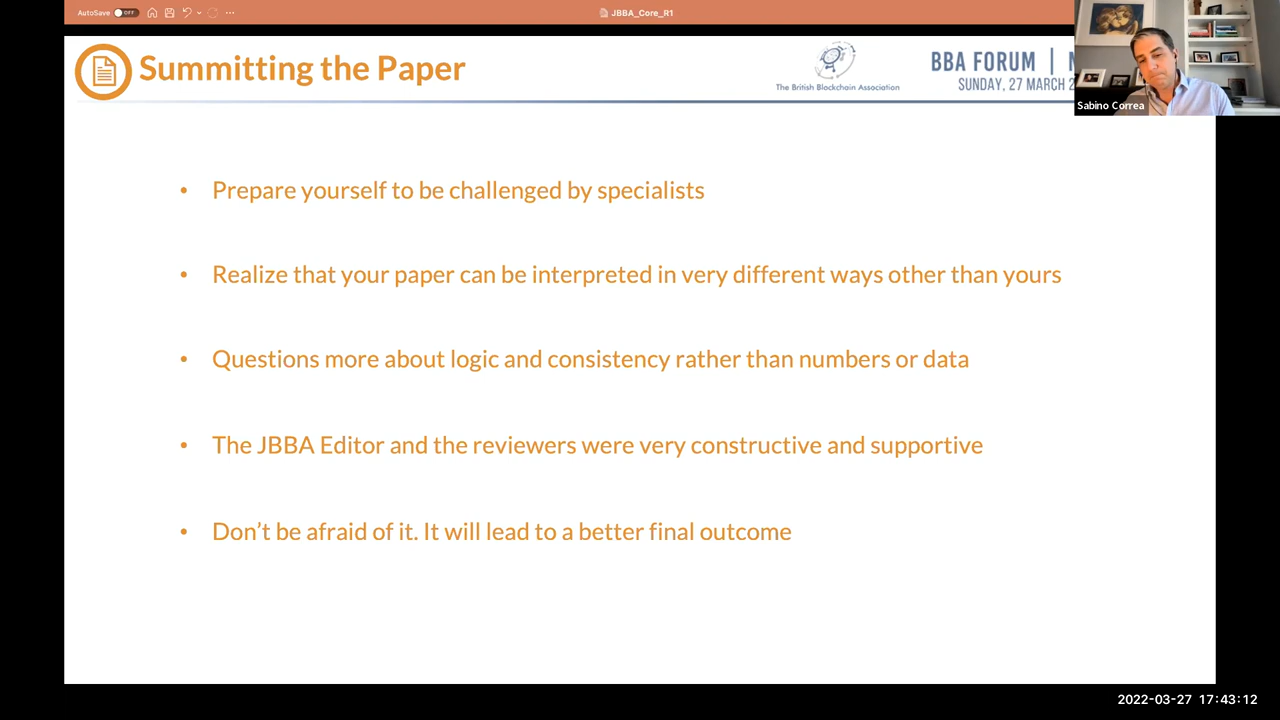 AutoSave OFF
JBBA_Core_R1
Summitting the Paper
The British Blockchain Association
BBA FORUM |
SUNDAY, 27 MARCH
Sabino Correa
• Prepare yourself to be challenged by specialists
• Realize that your paper can be interpreted in very different ways other than yours
• Questions more about logic and consistency rather than numbers or data
• The JBBA Editor and the reviewers were very constructive and supportive
• Don’t be afraid of it. It will lead to a better final outcome
2022-03-27 17:43:12